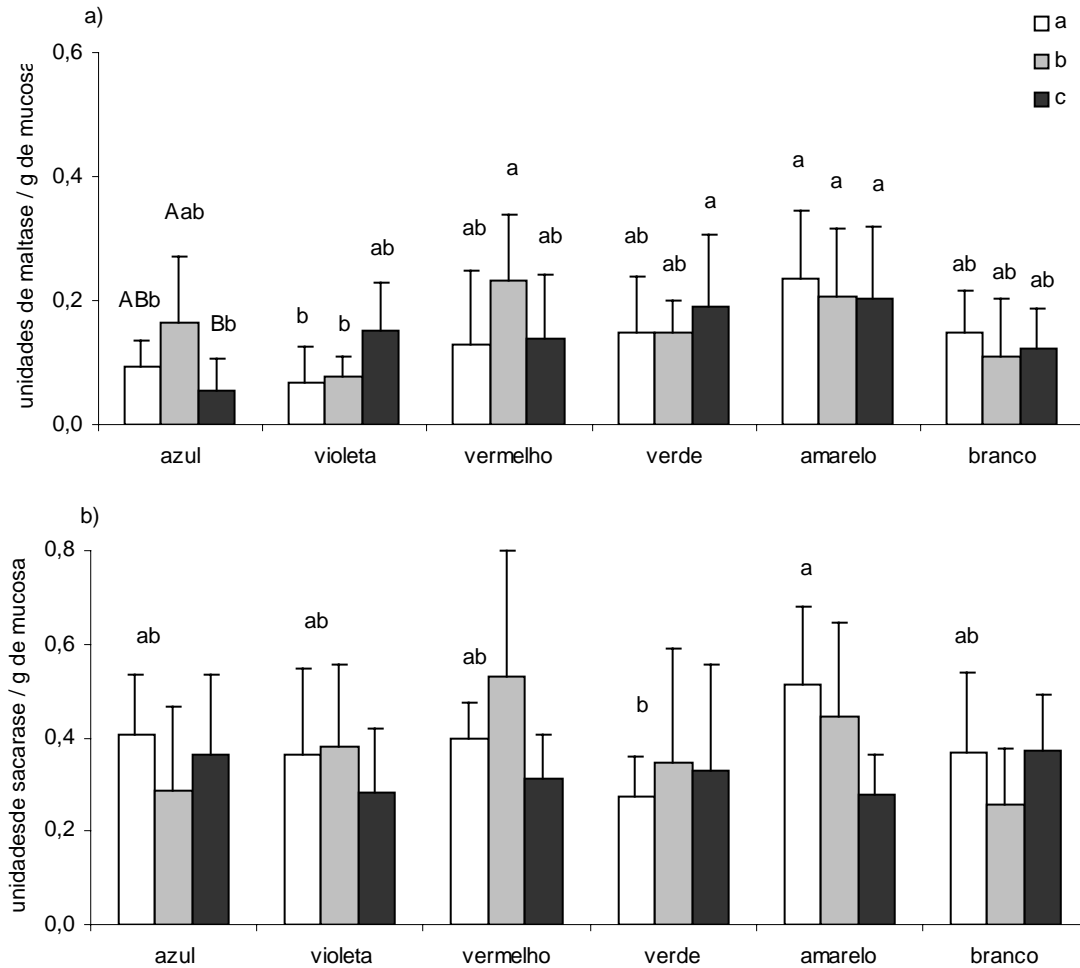 a)
a
b
c
unidades de maltase / g de mucosa
0,6
0,4
0,2
0,0
ABb
Aab
Bb
b
b
ab
ab
a
ab
ab
ab
a
a
a
a
ab
ab
ab
azul violeta vermelho verde amarelo branco
b)
unidadesde sacarase / g de mucosa
0,8
0,6
0,4
0,2
0,0
ab
ab
ab
b
a
ab
azul violeta vermelho verde amarelo branco